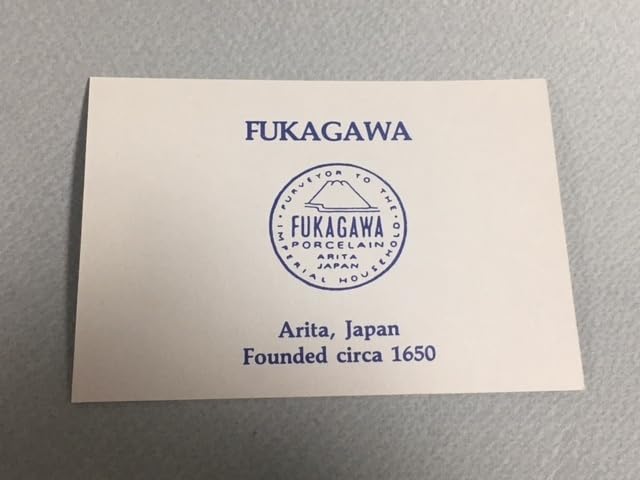 FUKAGAWA
· PURVEYOR TO THE ·
IMPERIAL HOUSEHOLD
FUKAGAWA
PORCELAIN
ARITA
JAPAN
Arita, Japan
Founded circa 1650